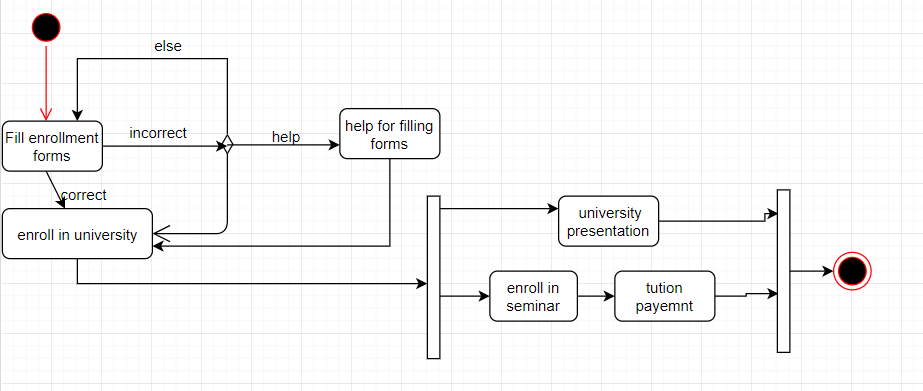 else
Fill enrollment
forms
incorrect
help
help for filling
forms
correct
enroll in university
university
presentation
enroll in
seminar
tution
payemnt